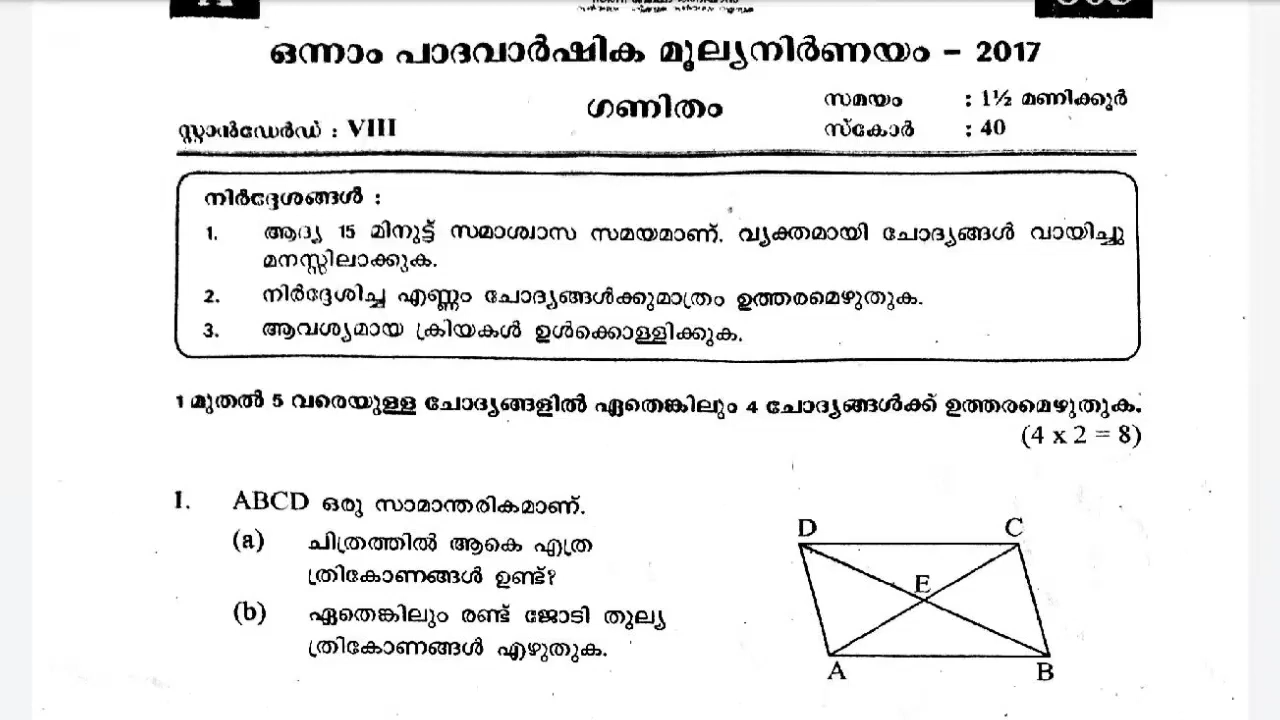 ഒന്നാം പാദവാർഷിക മൂല്യനിർണയം – 2017
ഗണിതം
സമയം : 1½ മണിക്കൂർ
സ്റ്റാൻഡേർഡ് : VIII
സ്കോർ : 40
നിർദ്ദേശങ്ങൾ :
1. ആദ്യ 15 മിനുട്ട് സമാശ്വാസ സമയമാണ്. വ്യക്തമായി ചോദ്യങ്ങൾ വായിച്ചു
മനസ്സിലാക്കുക.
2. നിർദ്ദേശിച്ച എണ്ണം ചോദ്യങ്ങൾക്കുമാത്രം ഉത്തരമെഴുതുക.
3. ആവശ്യമായ ക്രിയകൾ ഉൾക്കൊള്ളിക്കുക.
1 മുതൽ 5 വരെയുള്ള ചോദ്യങ്ങളിൽ ഏതെങ്കിലും 4 ചോദ്യങ്ങൾക്ക് ഉത്തരമെഴുതുക.
(4 x 2 = 8)
I. ABCD ഒരു സാമാന്തരികമാണ്.
(a) ചിത്രത്തിൽ ആകെ എത്ര
ത്രികോണങ്ങൾ ഉണ്ട്?
(b) ഏതെങ്കിലും രണ്ട് ജോടി തുല്യ
ത്രികോണങ്ങൾ എഴുതുക.
D C
E
A B